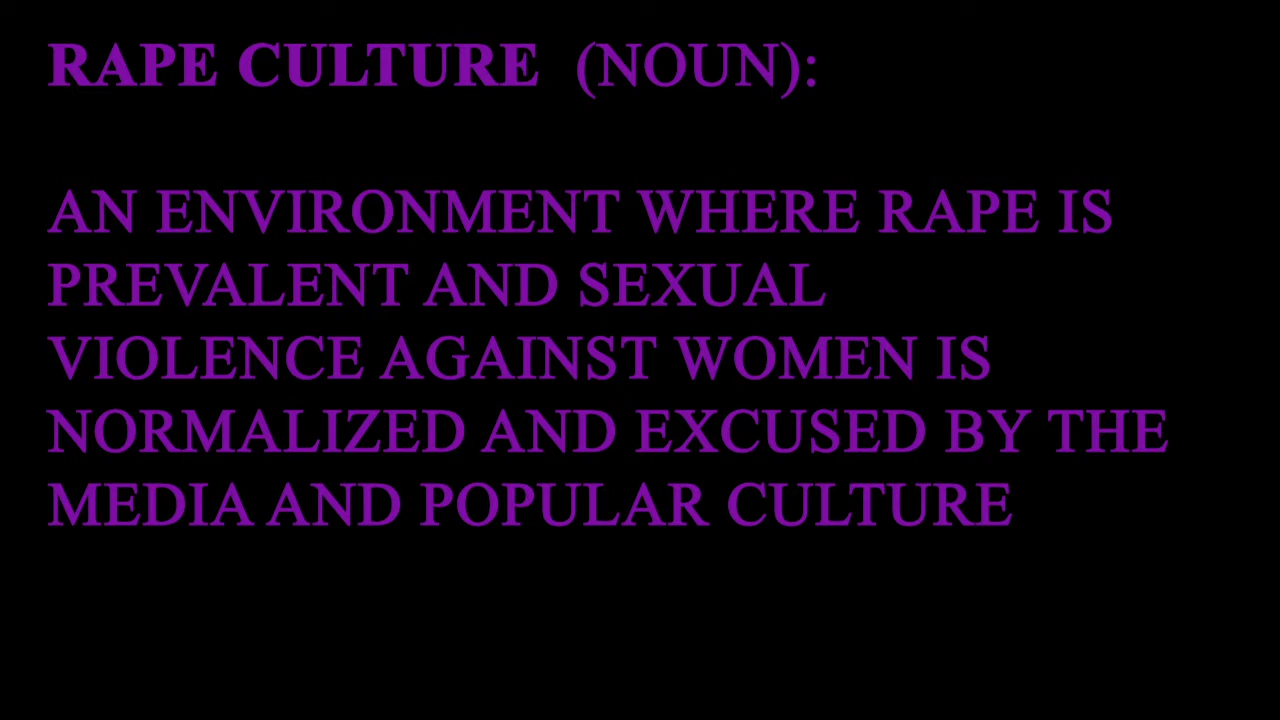 RAPE CULTURE (NOUN):
AN ENVIRONMENT WHERE RAPE IS
PREVALENT AND SEXUAL
VIOLENCE AGAINST WOMEN IS
NORMALIZED AND EXCUSED BY THE
MEDIA AND POPULAR CULTURE